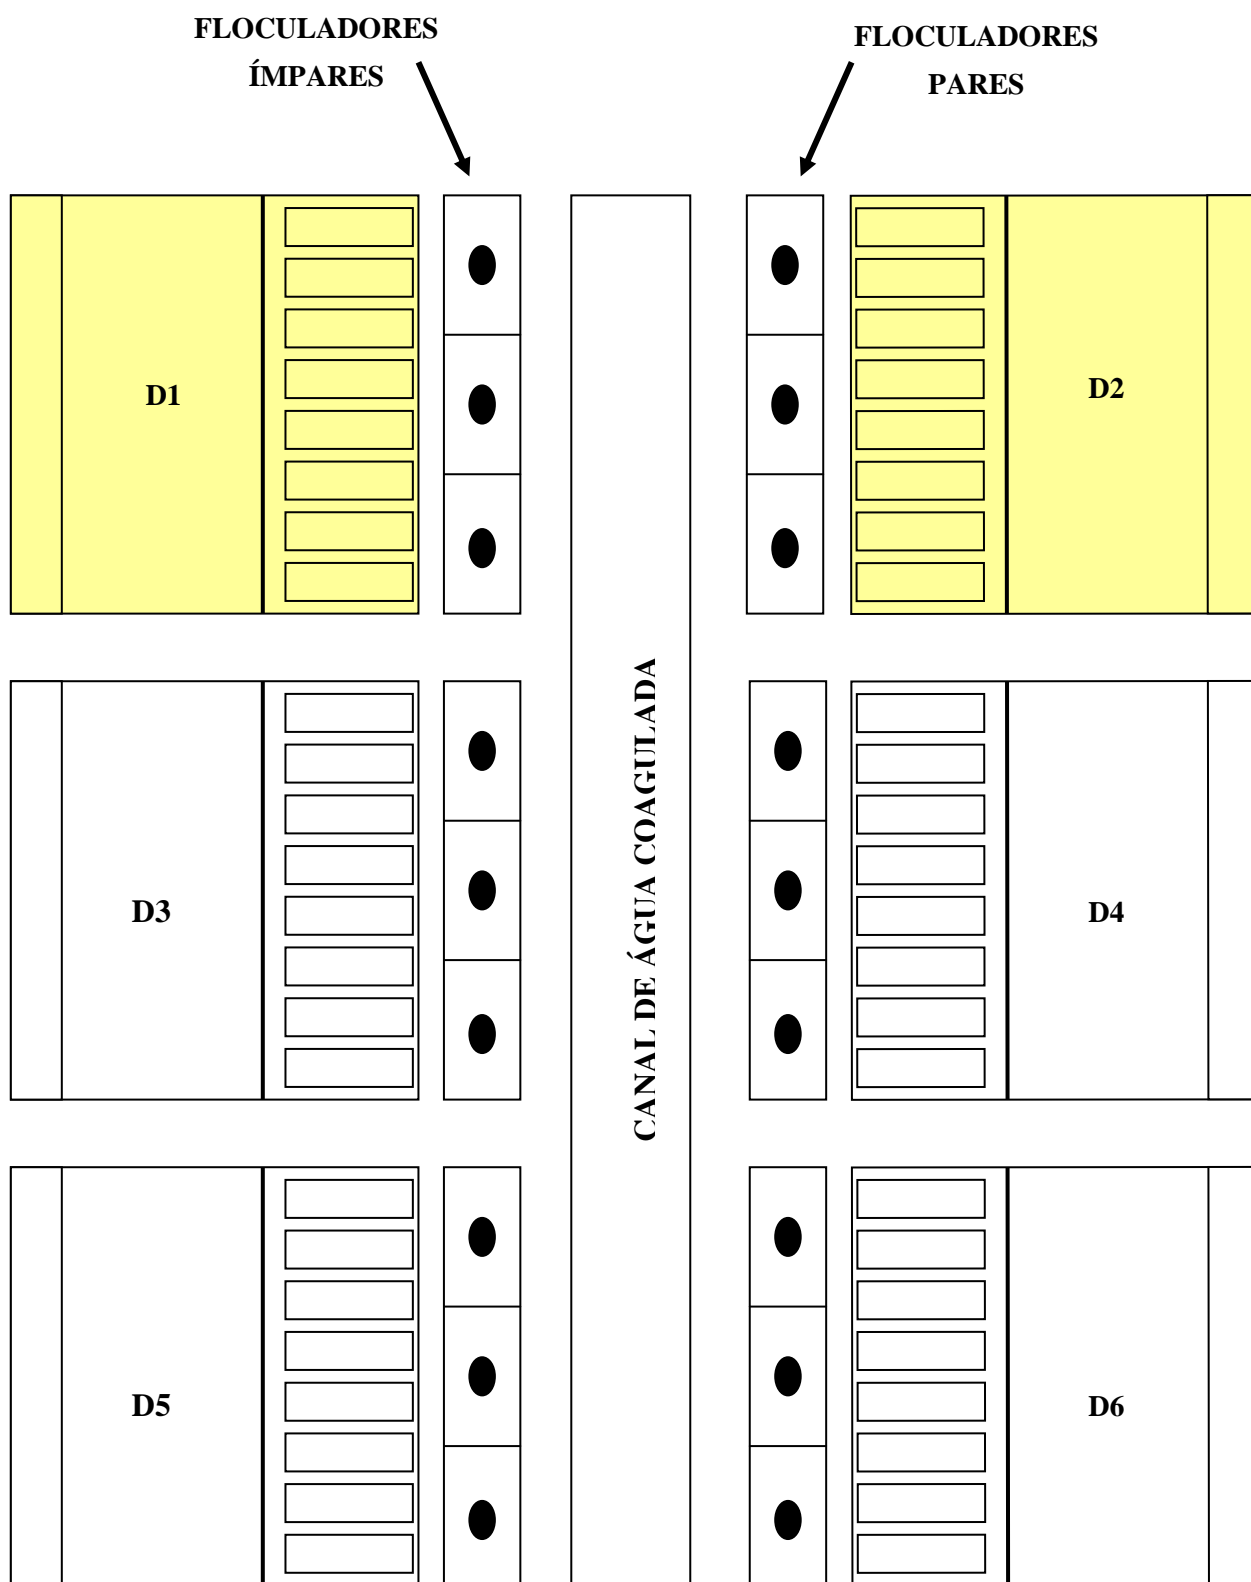 FLOCULADORES
ÍMPARES
FLOCULADORES
PARES
D1
D2
CANAL DE ÁGUA COAGULADA
D3
D4
D5
D6